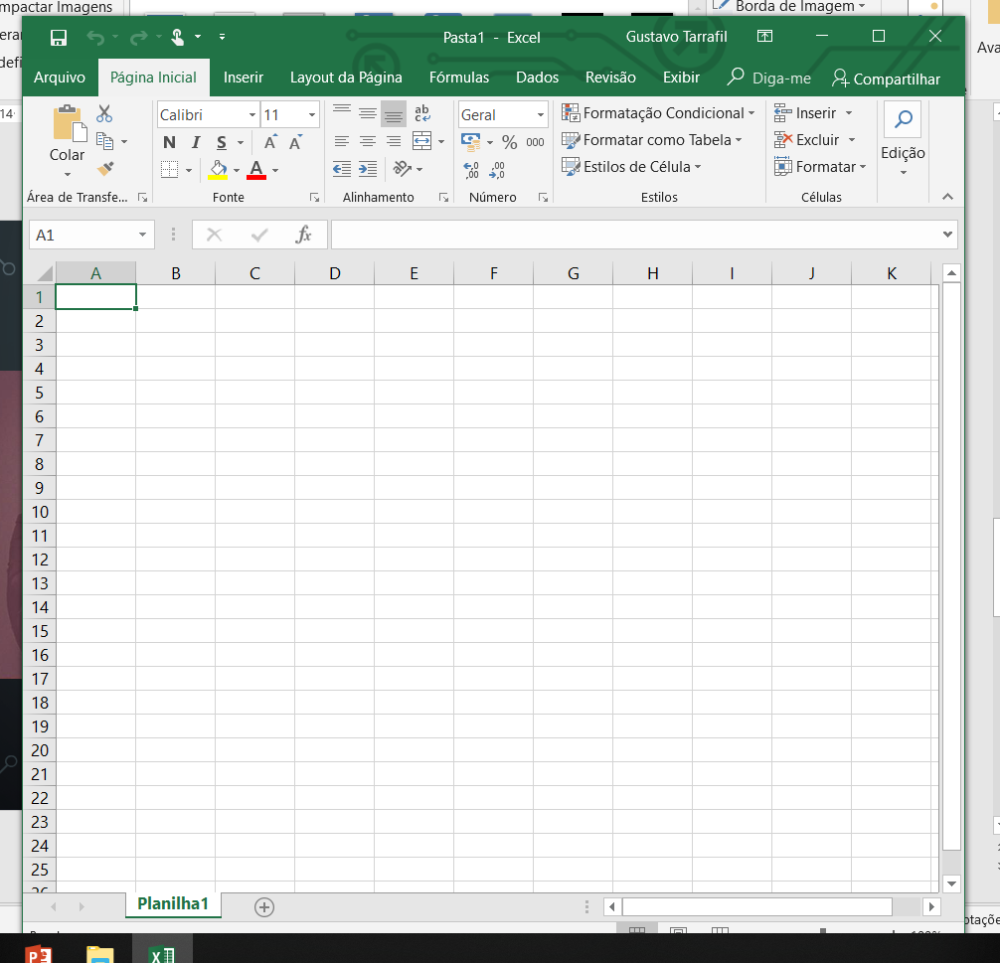 mpactar Imagens
Borda de Imagem
Pasta1 - Excel
Gustavo Tarrafil
Arquivo
Página Inicial
Inserir
Layout da Página
Fórmulas
Dados
Revisão
Exibir
Diga-me
Compartilhar
14
Ava
Colar
Área de Transfe...
Calibri
11
N I S
A A
A
Fonte
ab
Alinhamento
Geral
% 000
,0 ,00
,00 ,0
Número
Formatação Condicional
Formatar como Tabela
Estilos de Célula
Estilos
Inserir
Excluir
Formatar
Células
Edição
A1
fx
A B C D E F G H I J K
1
2
3
4
5
6
7
8
9
10
11
12
13
14
15
16
17
18
19
20
21
22
23
24
25
26
Planilha1
otações